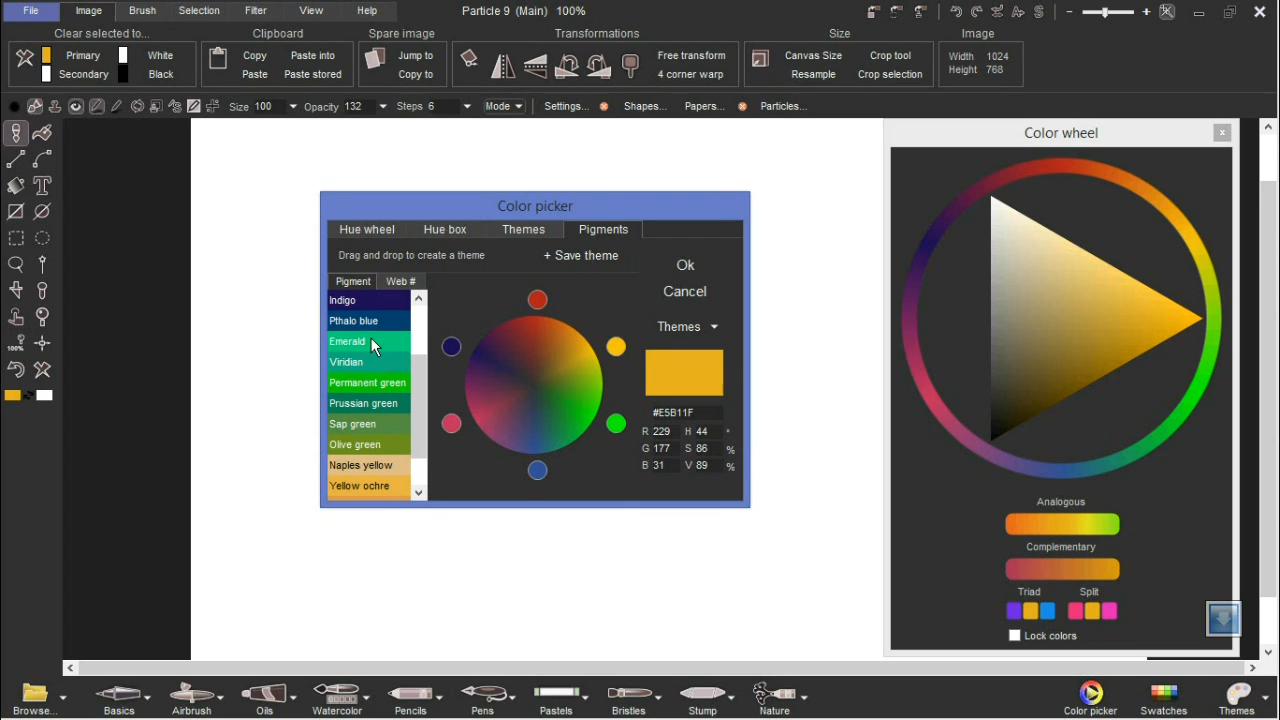 File Image Brush Selection Filter View Help Particle 9 (Main) 100%
Clear selected to... Clipboard Spare image Transformations Size Image
Primary White Copy Paste into Jump to Free transform Canvas Size Crop tool Width 1024
Secondary Black Paste Paste stored Copy to 4 corner warp Resample Crop selection Height 768
Size 100 Opacity 132 Steps 6 Mode Settings... Shapes... Papers... Particles...
Color wheel
Color picker
Hue wheel Hue box Themes Pigments
Drag and drop to create a theme + Save theme Ok
Pigment Web # Cancel
Indigo
Pthalo blue Themes
Emerald
100%
Viridian
Permanent green
Prussian green #E5B11F
Sap green R 229 H 44 °
Olive green G 177 S 86 %
Naples yellow B 31 V 89 %
Yellow ochre
Analogous
Complementary
Triad Split
Lock colors
Browse... Basics Airbrush Oils Watercolor Pencils Pens Pastels Bristles Stump Nature Color picker Swatches Themes